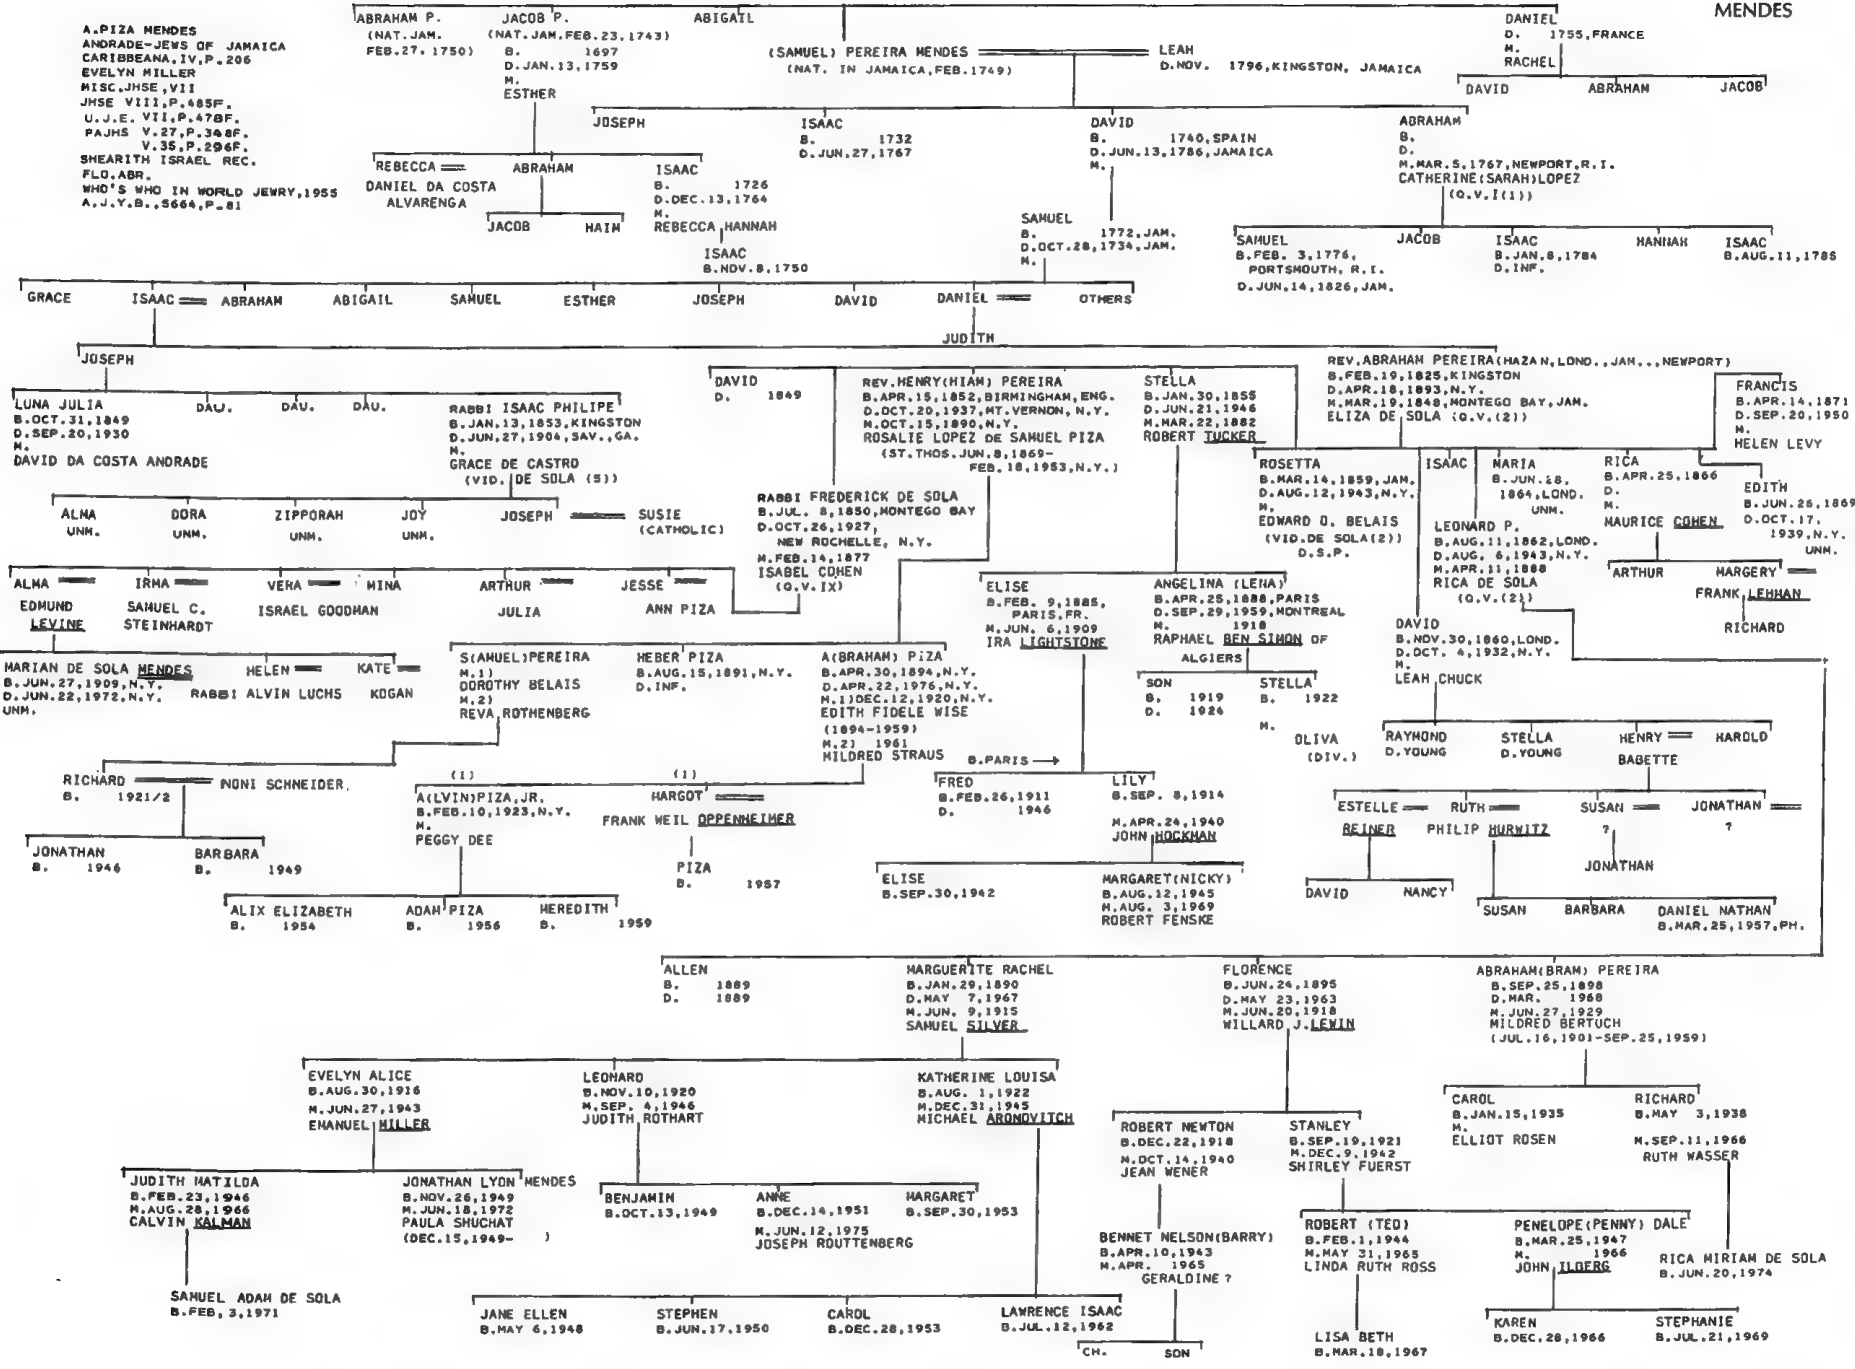 MENDES
A.PIZA MENDES
ANDRADE-JEWS OF JAMAICA
CARIBBEANA,IV,P.206
EVELYN MILLER
MISC.JHSE,VII
JHSE VIII,P.485F.
U.J.E. VII,P.478F.
PAJHS V.27,P.348F.
V.35,P.296F.
SHEARITH ISRAEL REC.
FLO.ABR.
WHO'S WHO IN WORLD JEWRY,1955
A.J.Y.B.,5664,P.81
ABRAHAM P.
(NAT.JAM.
FEB.27, 1750)
JACOB P.
(NAT.JAM,FEB.23,1743)
B. 1697
D.JAN.13,1759
M.
ESTHER
ABIGAIL
(SAMUEL) PEREIRA MENDES
(NAT. IN JAMAICA,FEB.1749)
LEAH
D.NOV. 1796,KINGSTON, JAMAICA
DANIEL
D. 1755,FRANCE
M.
RACHEL
DAVID
ABRAHAM
JACOB
JOSEPH
ISAAC
B. 1732
D.JUN.27,1767
DAVID
B. 1740,SPAIN
D.JUN.13,1786,JAMAICA
M.
ABRAHAM
B.
D.
M.MAR.5,1767,NEWPORT,R.I.
CATHERINE(SARAH)LOPEZ
(Q.V.I(1))
REBECCA
DANIEL DA COSTA
ALVARENGA
ABRAHAM
ISAAC
B. 1726
D.DEC.13,1764
M.
REBECCA HANNAH
JACOB
HAIM
ISAAC
B.NOV.8,1750
SAMUEL
B. 1772,JAM.
D.OCT.28,1734,JAM.
M.
SAMUEL
B.FEB. 3,1776,
PORTSMOUTH, R.I.
D.JUN.14,1826,JAM.
JACOB
ISAAC
B.JAN.8,1784
D.INF.
HANNAH
ISAAC
B.AUG.11,1785
GRACE
ISAAC
ABRAHAM
ABIGAIL
SAMUEL
ESTHER
JOSEPH
DAVID
DANIEL
OTHERS
JUDITH
JOSEPH
DAVID
D. 1849
REV.HENRY(HIAM) PEREIRA
B.APR.15,1852,BIRMINGHAM,ENG.
D.OCT.20,1937,MT.VERNON,N.Y.
M.OCT.15,1890,N.Y.
ROSALIE LOPEZ DE SAMUEL PIZA
(ST.THOS.JUN.8,1869-
FEB.18,1953,N.Y.)
STELLA
B.JAN.30,1855
D.JUN.21,1946
M.MAR.22,1882
ROBERT TUCKER
REV.ABRAHAM PEREIRA(HAZAN,LOND.,JAM.,,NEWPORT)
B.FEB.19,1825,KINGSTON
D.APR.18,1893,N.Y.
M.MAR.19,1848,MONTEGO BAY,JAM.
ELIZA DE SOLA (Q.V.(2))
FRANCIS
B.APR.14,1871
D.SEP.20,1950
M.
HELEN LEVY
LUNA JULIA
B.OCT.31,1849
D.SEP.20,1930
M.
DAVID DA COSTA ANDRADE
DAU.
DAU.
DAU.
RABBI ISAAC PHILIPE
B.JAN.13,1853,KINGSTON
D.JUN.27,1904,SAV.,GA.
M.
GRACE DE CASTRO
(VID. DE SOLA (5))
ROSETTA
B.MAR.14,1859,JAM.
D.AUG.12,1943,N.Y.
M.
EDWARD O. BELAIS
(VID.DE SOLA(2))
D.S.P.
ISAAC
MARIA
B.JUN.28,
1864,LOND.
UNM.
RICA
B.APR.25,1866
D.
M.
MAURICE COHEN
EDITH
B.JUN.26,1869
D.OCT.17,
1939,N.Y.
UNM.
RABBI FREDERICK DE SOLA
B.JUL. 8,1850,MONTEGO BAY
D.OCT.26,1927,
NEW ROCHELLE, N.Y.
M.FEB.14,1877
ISABEL COHEN
(Q.V.IX)
LEONARD P.
B.AUG.11,1862,LOND.
D.AUG. 6,1943,N.Y.
M.APR.11,1888
RICA DE SOLA
(Q.V.(2))
ALMA
UNM.
DORA
UNM.
ZIPPORAH
UNM.
JOY
UNM.
JOSEPH
SUSIE
(CATHOLIC)
ARTHUR
MARGERY
FRANK LEHMAN
RICHARD
ALMA
EDMUND
LEVINE
IRMA
SAMUEL C.
STEINHARDT
VERA
ISRAEL GOODMAN
MINA
ARTHUR
JULIA
JESSE
ANN PIZA
ELISE
B.FEB. 9,1885,
PARIS,FR.
M.JUN. 6,1909
IRA LIGHTSTONE
ANGELINA (LENA)
B.APR.25,1888,PARIS
D.SEP.29,1959,MONTREAL
M. 1918
RAPHAEL BEN SIMON OF
ALGIERS
DAVID
B.NOV.30,1860,LOND.
D.OCT. 4,1932,N.Y.
M.
LEAH CHUCK
MARIAN DE SOLA MENDES
B.JUN.27,1909,N.Y.
D.JUN.22,1972,N.Y.
UNM.
HELEN
RABBI ALVIN LUCHS
KATE
KOGAN
S(AMUEL)PEREIRA
M.1)
DOROTHY BELAIS
M.2)
REVA ROTHENBERG
HEBER PIZA
B.AUG.15,1891,N.Y.
D.INF.
A(BRAHAM) PIZA
B.APR.30,1894,N.Y.
D.APR.22,1976,N.Y.
M.1)DEC.12,1920,N.Y.
EDITH FIDELE WISE
(1894-1959)
M.2) 1961
MILDRED STRAUS
SON
B. 1919
D. 1924
STELLA
B. 1922
M.
OLIVA
(DIV.)
RAYMOND
D.YOUNG
STELLA
D.YOUNG
HENRY
BABETTE
HAROLD
RICHARD
B. 1921/2
NONI SCHNEIDER.
(1)
A(LVIN)PIZA,JR.
B.FEB.10,1923,N.Y.
M.
PEGGY DEE
(1)
MARGOT
FRANK WEIL OPPENHEIMER
B.PARIS
FRED
B.FEB.26,1911
D. 1946
LILY
B.SEP. 8,1914
M.APR.24,1940
JOHN HOCKMAN
ESTELLE
REINER
RUTH
PHILIP HURWITZ
SUSAN
?
JONATHAN
?
JONATHAN
B. 1946
BARBARA
B. 1949
PIZA
B. 1957
ELISE
B.SEP.30,1942
MARGARET(NICKY)
B.AUG.12,1945
M.AUG. 3,1969
ROBERT FENSKE
JONATHAN
DAVID
NANCY
SUSAN
BARBARA
DANIEL NATHAN
B.MAR.25,1957,PH.
ALIX ELIZABETH
B. 1954
ADAM PIZA
B. 1956
MEREDITH
B. 1959
ALLEN
B. 1889
D. 1889
MARGUERITE RACHEL
B.JAN.29,1890
D.MAY 7,1967
M.JUN. 9,1915
SAMUEL SILVER
FLORENCE
B.JUN.24,1895
D.MAY 23,1963
M.JUN.20,1918
WILLARD J.LEWIN
ABRAHAM(BRAM) PEREIRA
B.SEP.25,1898
D.MAR. 1968
M.JUN.27,1929
MILDRED BERTUCH
(JUL.16,1901-SEP.25,1959)
EVELYN ALICE
B.AUG.30,1916
M.JUN.27,1943
EMANUEL MILLER
LEONARD
B.NOV.10,1920
M.SEP. 4,1946
JUDITH ROTHART
KATHERINE LOUISA
B.AUG. 1,1922
M.DEC.31,1945
MICHAEL ARONOVITCH
ROBERT NEWTON
B.DEC.22,1918
M.OCT.14,1940
JEAN WENER
STANLEY
B.SEP.19,1921
M.DEC.9,1942
SHIRLEY FUERST
CAROL
B.JAN.15,1935
M.
ELLIOT ROSEN
RICHARD
B.MAY 3,1938
M.SEP.11,1966
RUTH WASSER
JUDITH MATILDA
B.FEB.23,1946
M.AUG.28,1966
CALVIN KALMAN
JONATHAN LYON MENDES
B.NOV.26,1949
M.JUN.18,1972
PAULA SHUCHAT
(DEC.15,1949- )
BENJAMIN
B.OCT.13,1949
ANNE
B.DEC.14,1951
M.JUN.12,1975
JOSEPH ROUTTENBERG
MARGARET
B.SEP.30,1953
BENNET NELSON(BARRY)
B.APR.10,1943
M.APR. 1965
GERALDINE ?
ROBERT (TED)
B.FEB.1,1944
M.MAY 31,1965
LINDA RUTH ROSS
PENELOPE(PENNY) DALE
B.MAR.25,1947
M. 1966
JOHN ILBERG
RICA MIRIAM DE SOLA
B.JUN.20,1974
SAMUEL ADAM DE SOLA
B.FEB, 3,1971
JANE ELLEN
B.MAY 6,1948
STEPHEN
B.JUN.17,1950
CAROL
B.DEC.28,1953
LAWRENCE ISAAC
B.JUL.12,1962
CH.
SON
LISA BETH
B.MAR.18,1967
KAREN
B.DEC.28,1966
STEPHANIE
B.JUL.21,1969